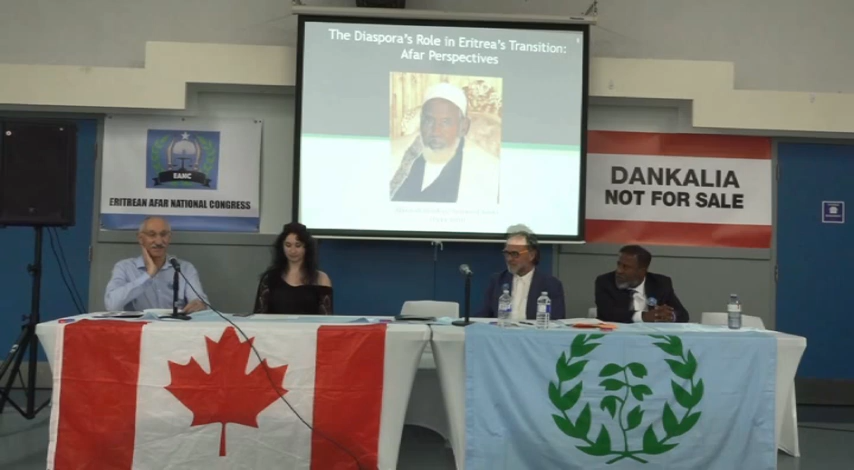 The Diaspora's Role in Eritrea's Transition:
Afar Perspectives
EANC
ERITREAN AFAR NATIONAL CONGRESS
DANKALIA
NOT FOR SALE